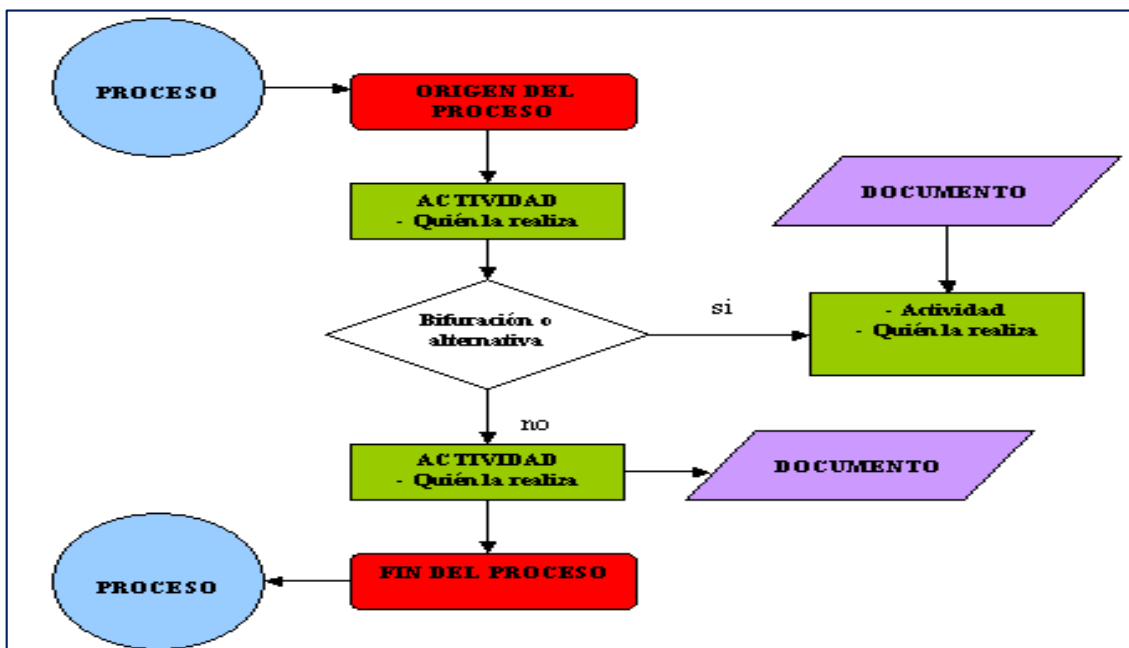 PROCESO
ORIGEN DEL
PROCESO
ACTIVIDAD
- Quién la realiza
DOCUMENTO
Bifuración o
alternativa
si
- Actividad
- Quién la realiza
no
ACTIVIDAD
- Quién la realiza
DOCUMENTO
FIN DEL PROCESO
PROCESO